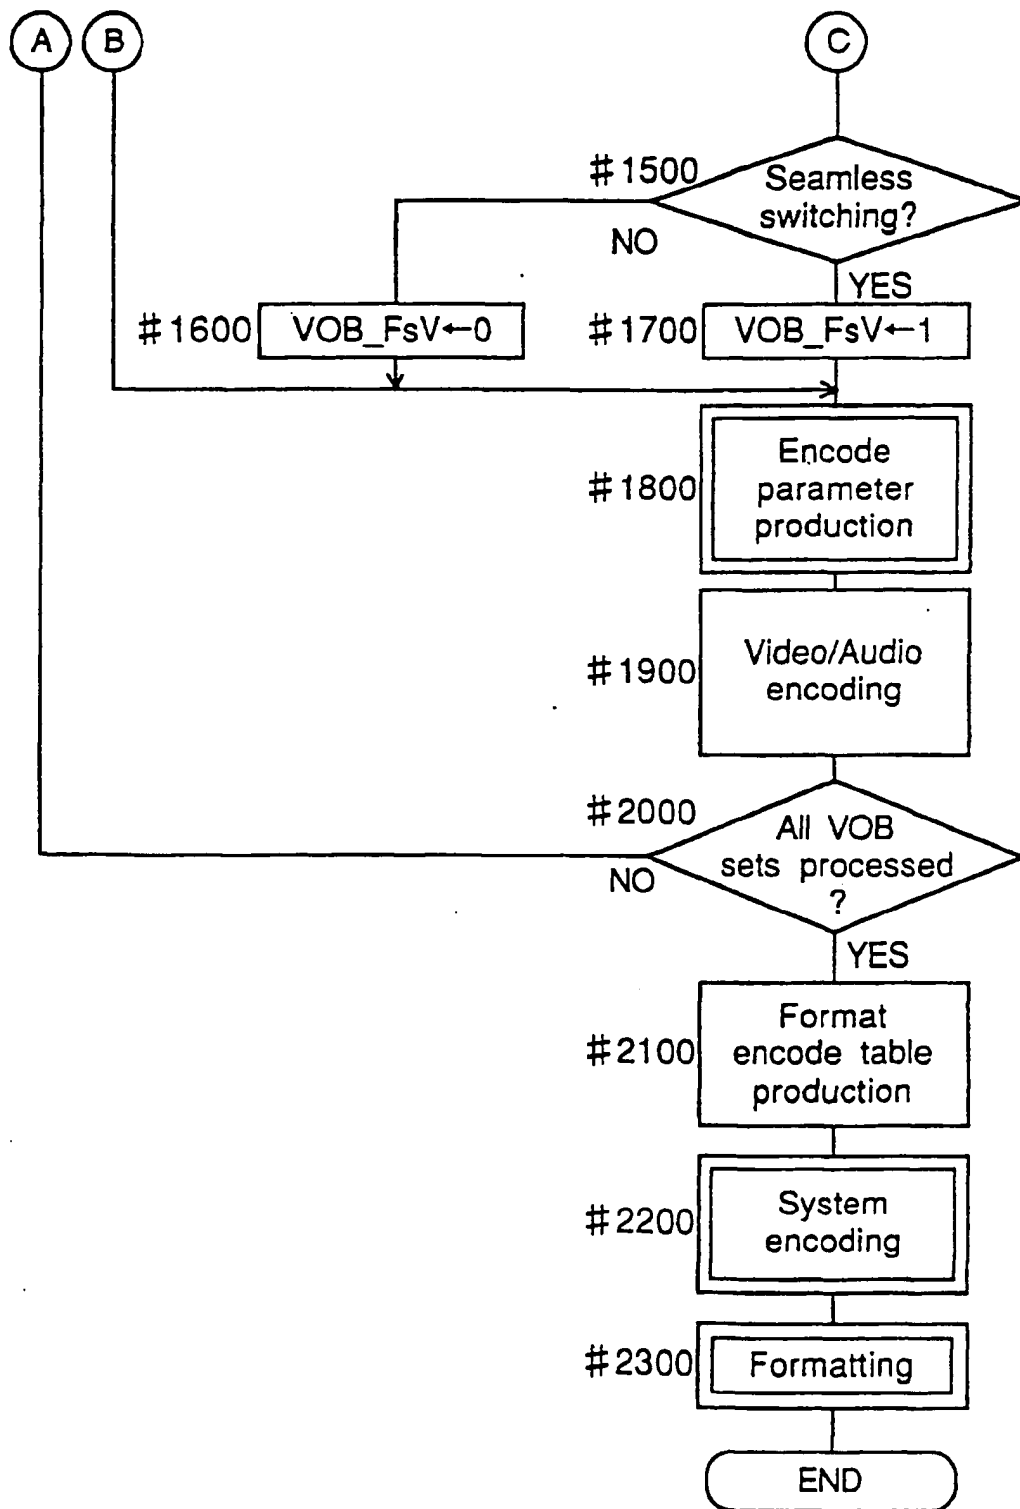 A
B
C
#1500
Seamless
switching?
NO
YES
#1600
VOB_FsV←0
#1700
VOB_FsV←1
#1800
Encode
parameter
production
#1900
Video/Audio
encoding
#2000
All VOB
sets processed
?
NO
YES
#2100
Format
encode table
production
#2200
System
encoding
#2300
Formatting
END